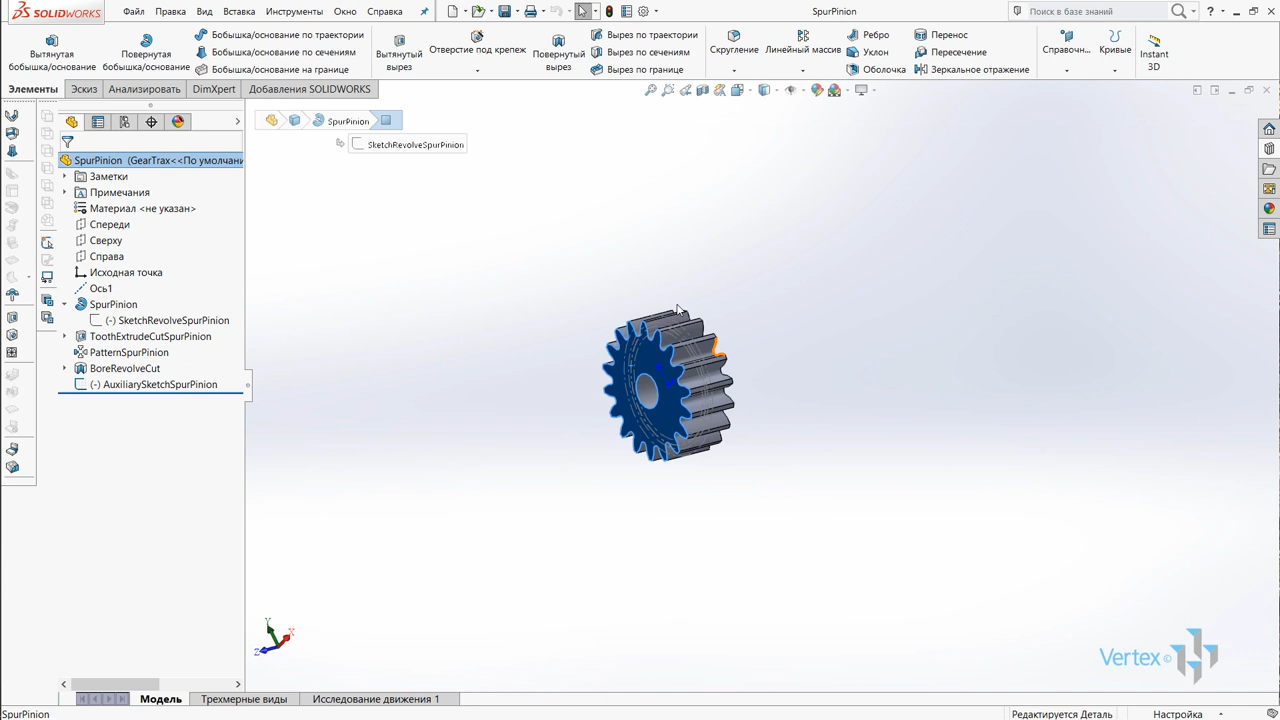 SOLIDWORKS
Файл Правка Вид Вставка Инструменты Окно Справка
SpurPinion
Поиск в базе знаний
Вытянутая бобышка/основание
Повернутая бобышка/основание
Бобышка/основание по траектории
Бобышка/основание по сечениям
Бобышка/основание на границе
Вытянутый вырез
Отверстие под крепеж
Повернутый вырез
Вырез по траектории
Вырез по сечениям
Вырез по границе
Скругление
Линейный массив
Ребро
Уклон
Оболочка
Перенос
Пересечение
Зеркальное отражение
Справочн...
Кривые
Instant 3D
Элементы Эскиз Анализировать DimXpert Добавления SOLIDWORKS
SpurPinion
SketchRevolveSpurPinion
SpurPinion (GearTrax<<По умолчани
Заметки
Примечания
Материал <не указан>
Спереди
Сверху
Справа
Исходная точка
Ось1
SpurPinion
(-) SketchRevolveSpurPinion
ToothExtrudeCutSpurPinion
PatternSpurPinion
BoreRevolveCut
(-) AuxiliarySketchSpurPinion
Y
X
Z
Vertex ©
Модель Трехмерные виды Исследование движения 1
SpurPinion
Редактируется Деталь
Настройка